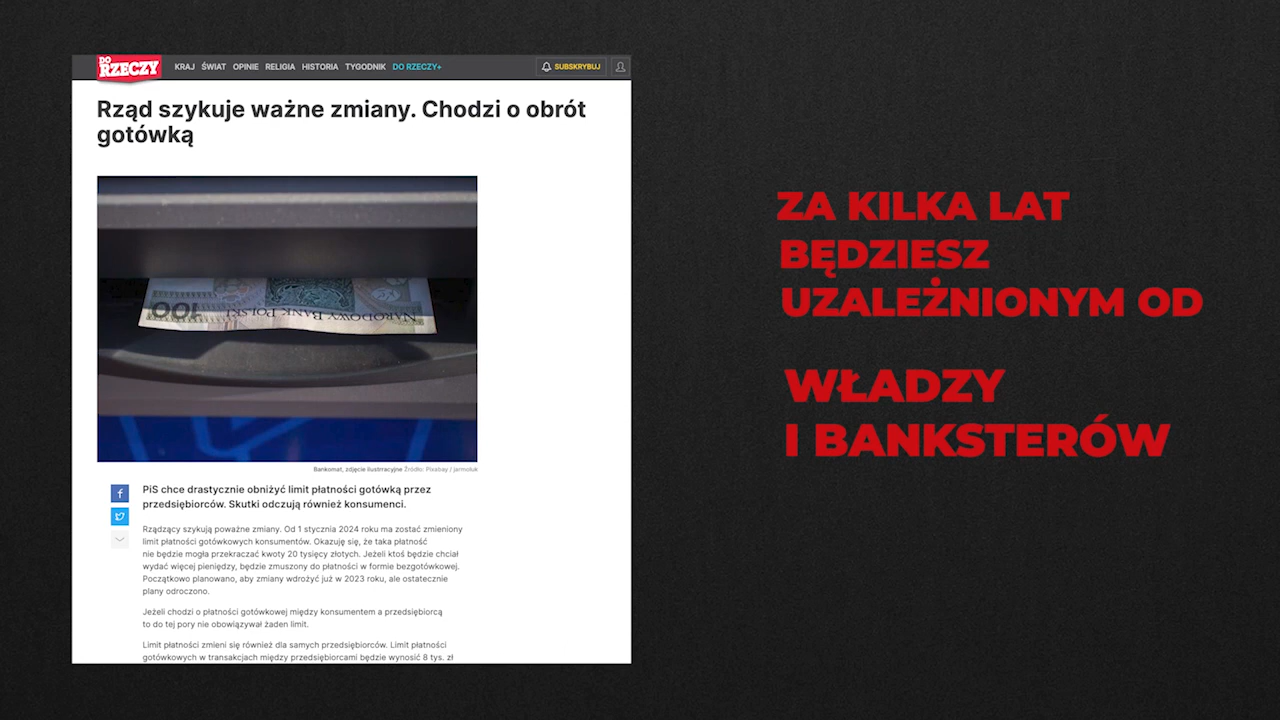 DO RZECZY
KRAJ ŚWIAT OPINIE RELIGIA HISTORIA TYGODNIK DO RZECZY+
SUBSKRYBUJ
Rząd szykuje ważne zmiany. Chodzi o obrót
gotówką
100
NARODOWY BANK POLSKI
Bankomat, zdjęcie ilustracyjne Źródło: Pixabay / jarmoluk
PiS chce drastycznie obniżyć limit płatności gotówką przez
przedsiębiorców. Skutki odczują również konsumenci.
Rządzący szykują poważne zmiany. Od 1 stycznia 2024 roku ma zostać zmieniony
limit płatności gotówkowych konsumentów. Okazuję się, że taka płatność
nie będzie mogła przekraczać kwoty 20 tysięcy złotych. Jeżeli ktoś będzie chciał
wydać więcej pieniędzy, będzie zmuszony do płatności w formie bezgotówkowej.
Początkowo planowano, aby zmiany wdrożyć już w 2023 roku, ale ostatecznie
plany odroczono.
Jeżeli chodzi o płatności gotówkowej między konsumentem a przedsiębiorcą
to do tej pory nie obowiązywał żaden limit.
Limit płatności zmieni się również dla samych przedsiębiorców. Limit płatności
gotówkowych w transakcjach między przedsiębiorcami będzie wynosić 8 tys. zł
ZA KILKA LAT
BĘDZIESZ
UZALEŻNIONYM OD
WŁADZY
I BANKSTERÓW